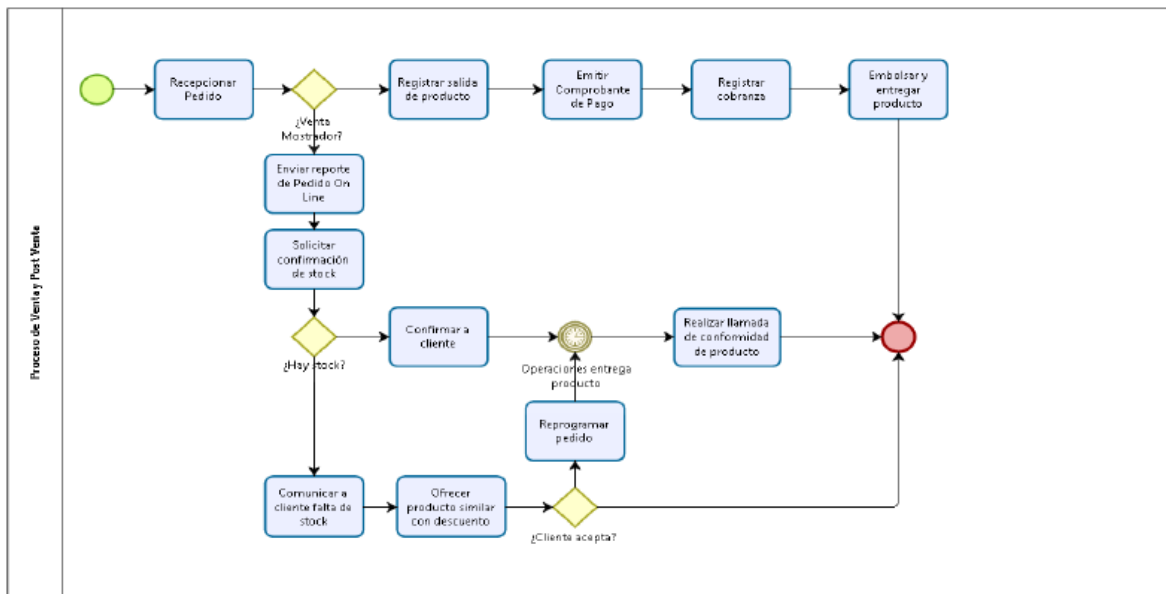 Proceso de Venta y Post Venta
Recepcionar
Pedido
¿Venta
Mostrador?
Registrar salida
de producto
Emitir
Comprobante
de Pago
Registrar
cobranza
Embolsar y
entregar
producto
Enviar reporte
de Pedido On
Line
Solicitar
confirmación
de stock
¿Hay stock?
Confirmar a
cliente
Operaciones entrega
producto
Realizar llamada
de conformidad
de producto
Reprogramar
pedido
Comunicar a
cliente falta de
stock
Ofrecer
producto similar
con descuento
¿Cliente acepta?